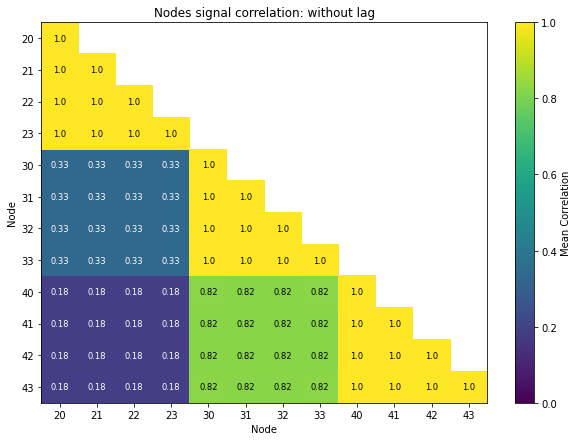 Nodes signal correlation: without lag
20 1.0
21 1.0 1.0
22 1.0 1.0 1.0
23 1.0 1.0 1.0 1.0
30 0.33 0.33 0.33 0.33 1.0
31 0.33 0.33 0.33 0.33 1.0 1.0
32 0.33 0.33 0.33 0.33 1.0 1.0 1.0
33 0.33 0.33 0.33 0.33 1.0 1.0 1.0 1.0
40 0.18 0.18 0.18 0.18 0.82 0.82 0.82 0.82 1.0
41 0.18 0.18 0.18 0.18 0.82 0.82 0.82 0.82 1.0 1.0
42 0.18 0.18 0.18 0.18 0.82 0.82 0.82 0.82 1.0 1.0 1.0
43 0.18 0.18 0.18 0.18 0.82 0.82 0.82 0.82 1.0 1.0 1.0 1.0
20 21 22 23 30 31 32 33 40 41 42 43
Node
Node
1.0
0.8
0.6
0.4
0.2
0.0
Mean Correlation